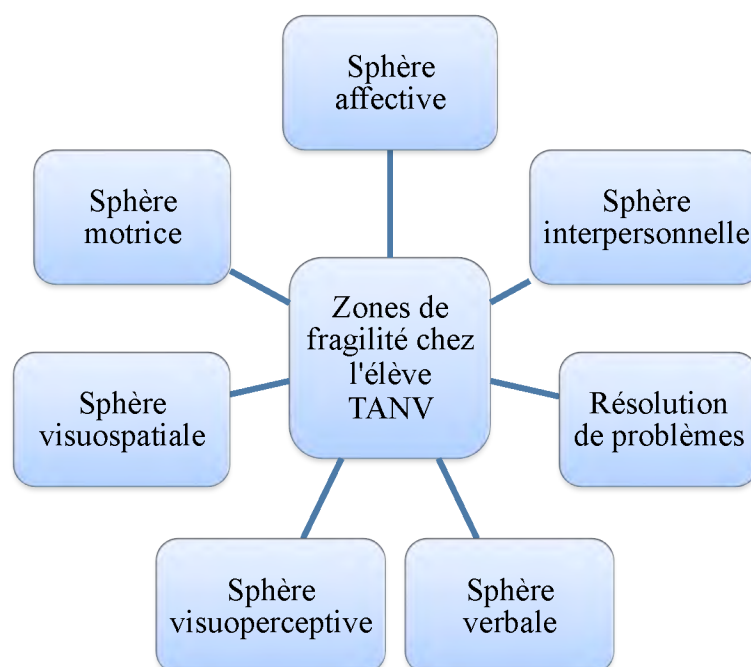 Sphère
affective
Sphère
motrice
Sphère
interpersonnelle
Zones de
fragilité chez
l'élève
TANV
Sphère
visuospatiale
Résolution
de problèmes
Sphère
visuoperceptive
Sphère
verbale